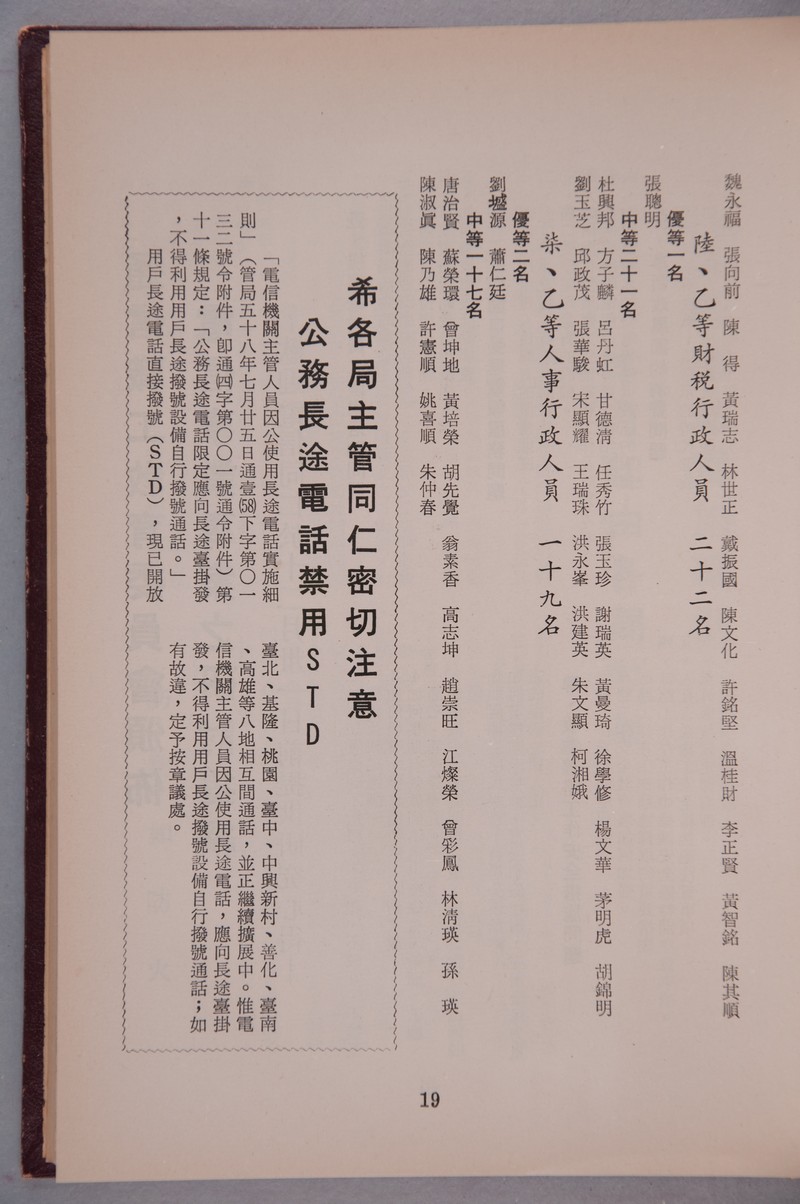 魏永福　張向前　陳　得　黃瑞志　林世正　戴振國　陳文化　許銘堅　溫桂財　李正賢　黃智銘　陳其順
陸、乙等財稅行政人員　二十二名
優等一名
張聰明
中等二十一名
杜興邦　方子麟　呂丹虹　甘德清　任秀竹　張玉珍　謝瑞英　黃曼琦　徐學修　楊文華　茅明虎　胡錦明
劉玉芝　邱政茂　張華駿　宋顯耀　王瑞珠　洪永峯　洪建英　朱文顯　柯湘娥
柒、乙等人事行政人員　一十九名
優等二名
劉壚源　蕭仁廷
中等一十七名
唐治賢　蘇榮環　曾坤地　黃培榮　胡先覺　翁素香　高志坤　趙崇旺　江燦榮　曾彩鳳　林淸瑛　孫　瑛
陳淑眞　陳乃雄　許憲順　姚喜順　朱仲春
希各局主管同仁密切注意
公務長途電話禁用STD
「電信機關主管人員因公使用長途電話實施細
則」（管局五十八年七月廿五日通壹(58)下字第〇一
三二號令附件，卽通㈣字第〇〇一號通令附件）第
十一條規定：「公務長途電話限定應向長途臺掛發
，不得利用用戶長途撥號設備自行撥號通話。」
用戶長途電話直接撥號（STD），現已開放
臺北、基隆、桃園、臺中、中興新村、善化、臺南
、高雄等八地相互間通話，並正繼續擴展中。惟電
信機關主管人員因公使用長途電話，應向長途臺掛
發，不得利用用戶長途撥號設備自行撥號通話；如
有故違，定予按章議處。
19